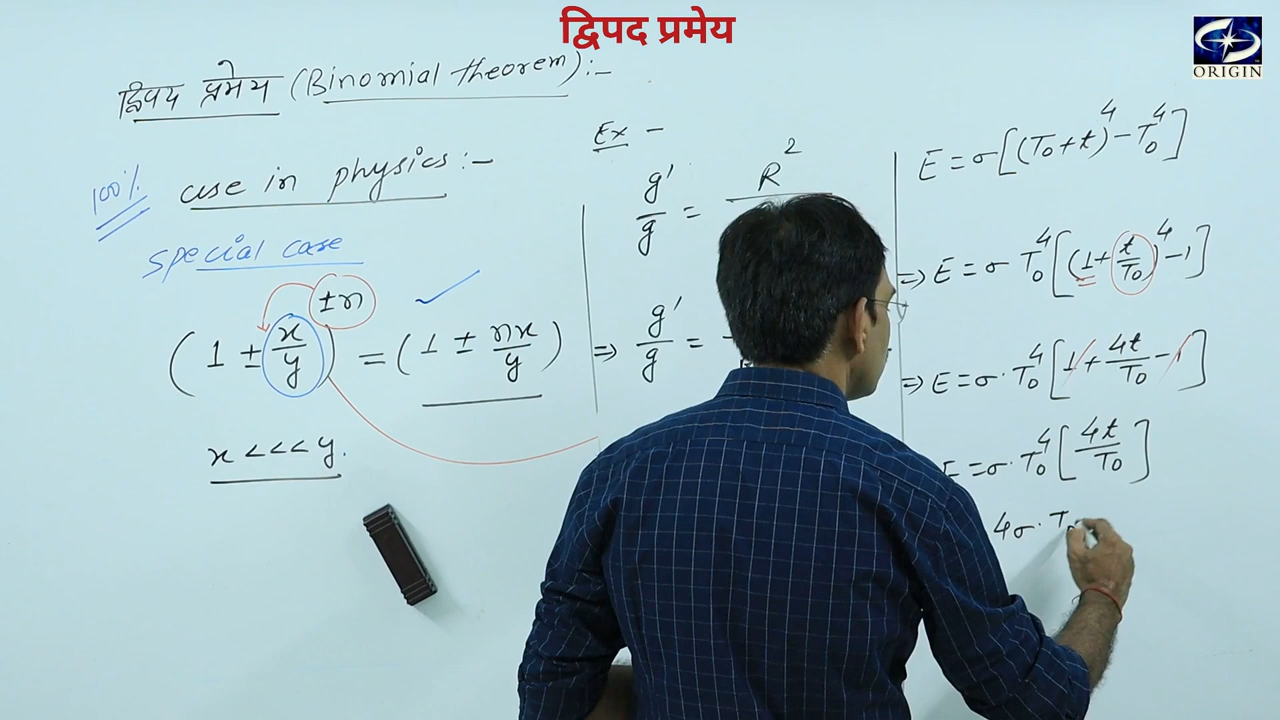 द्विपद प्रमेय
ORIGIN
द्विपद प्रमेय (Binomial theorem):-
100%
use in physics:-
special case
(1 ± x/y)^±n = (1 ± nx/y)
x <<< y.
Ex -
g'/g = R²
⇒ g'/g =
E = σ[(T₀+t)⁴ - T₀⁴]
⇒ E = σ T₀⁴[(1 + t/T₀)⁴ - 1]
⇒ E = σ · T₀⁴[1 + 4t/T₀ - 1]
E = σ · T₀⁴[4t/T₀]
4σ · T₀